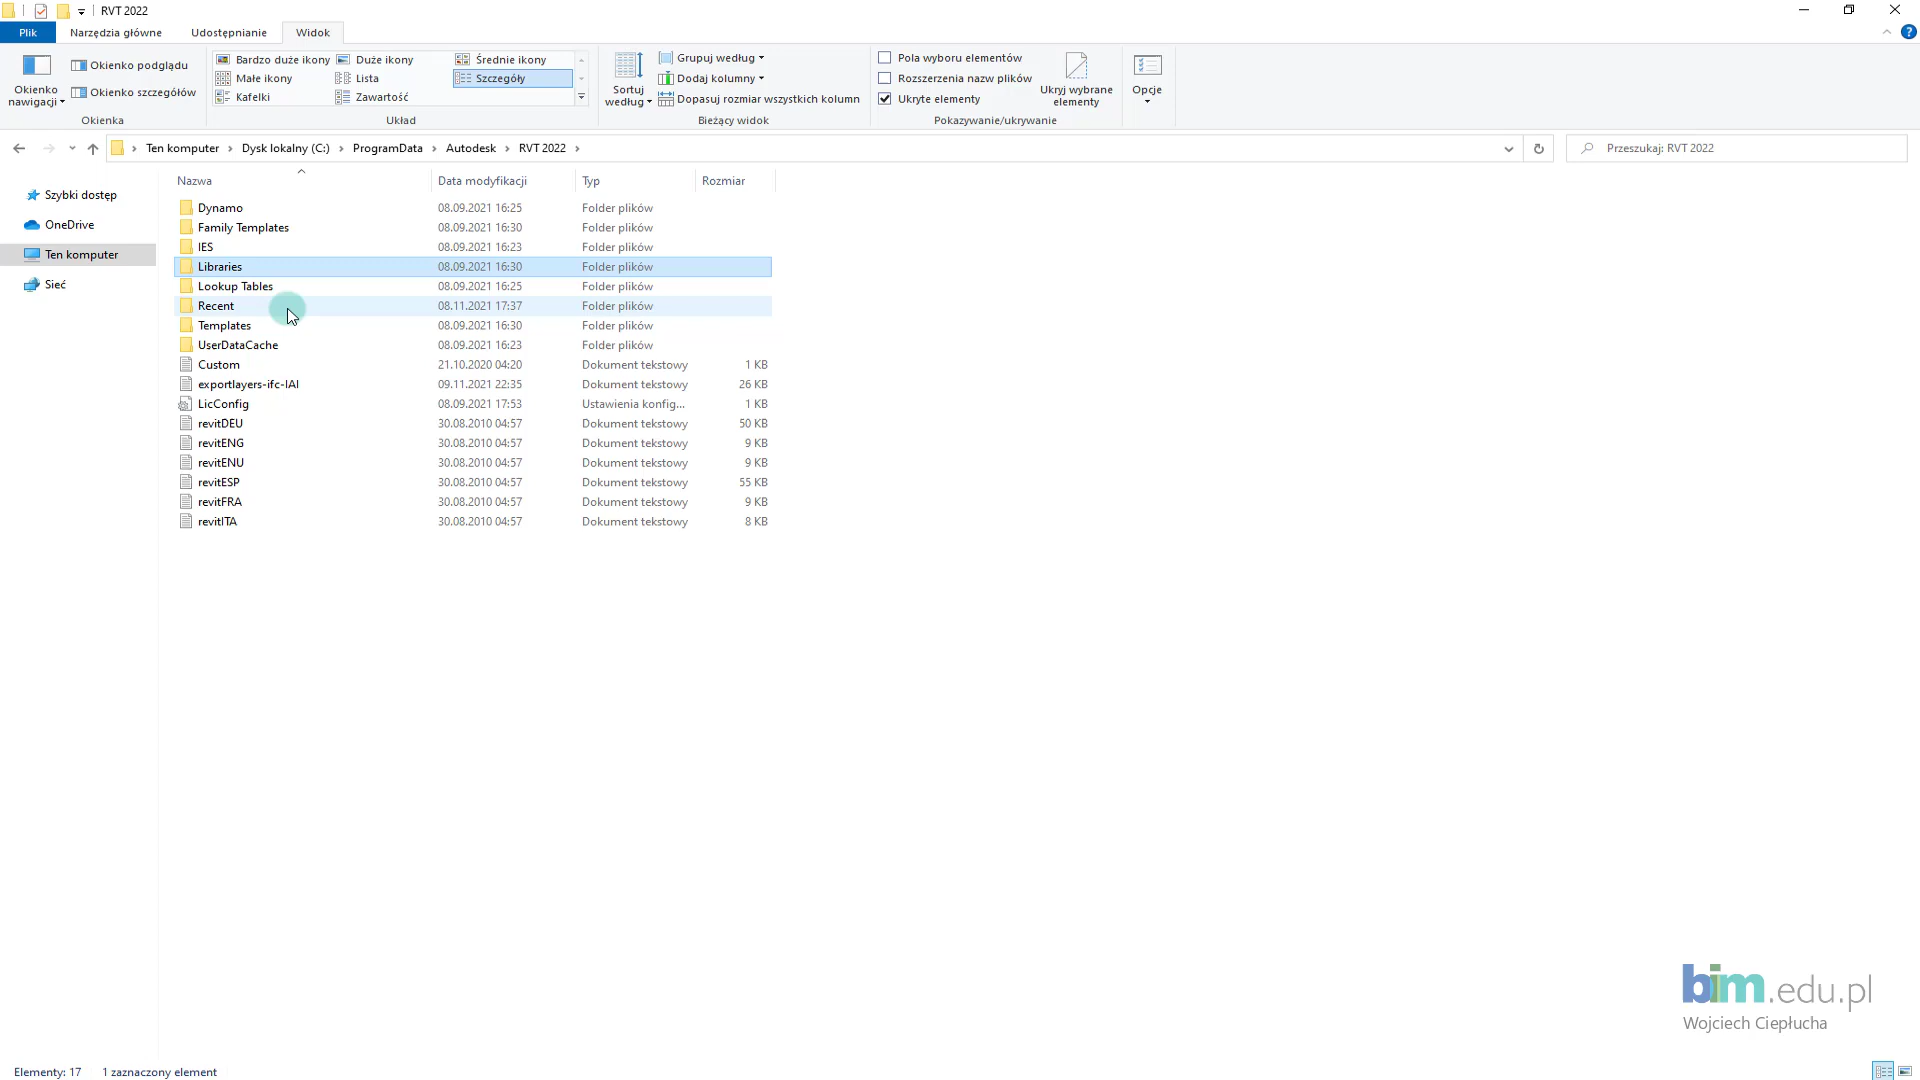 RVT 2022
Plik Narzędzia główne Udostępnianie Widok
Okienko nawigacji
Okienko podglądu
Okienko szczegółów
Okienka
Bardzo duże ikony Duże ikony Średnie ikony
Małe ikony Lista Szczegóły
Kafelki Zawartość
Układ
Sortuj według
Grupuj według
Dodaj kolumny
Dopasuj rozmiar wszystkich kolumn
Bieżący widok
Pola wyboru elementów
Rozszerzenia nazw plików
Ukryte elementy
Ukryj wybrane elementy
Pokazywanie/ukrywanie
Opcje
Ten komputer Dysk lokalny (C:) ProgramData Autodesk RVT 2022
Przeszukaj: RVT 2022
Szybki dostęp
OneDrive
Ten komputer
Sieć
Nazwa Data modyfikacji Typ Rozmiar
Dynamo 08.09.2021 16:25 Folder plików
Family Templates 08.09.2021 16:30 Folder plików
IES 08.09.2021 16:23 Folder plików
Libraries 08.09.2021 16:30 Folder plików
Lookup Tables 08.09.2021 16:25 Folder plików
Recent 08.11.2021 17:37 Folder plików
Templates 08.09.2021 16:30 Folder plików
UserDataCache 08.09.2021 16:23 Folder plików
Custom 21.10.2020 04:20 Dokument tekstowy 1 KB
exportlayers-ifc-IAI 09.11.2021 22:35 Dokument tekstowy 26 KB
LicConfig 08.09.2021 17:53 Ustawienia konfig... 1 KB
revitDEU 30.08.2010 04:57 Dokument tekstowy 50 KB
revitENG 30.08.2010 04:57 Dokument tekstowy 9 KB
revitENU 30.08.2010 04:57 Dokument tekstowy 9 KB
revitESP 30.08.2010 04:57 Dokument tekstowy 55 KB
revitFRA 30.08.2010 04:57 Dokument tekstowy 9 KB
revitITA 30.08.2010 04:57 Dokument tekstowy 8 KB
bim.edu.pl
Wojciech Ciepłucha
Elementy: 17 1 zaznaczony element